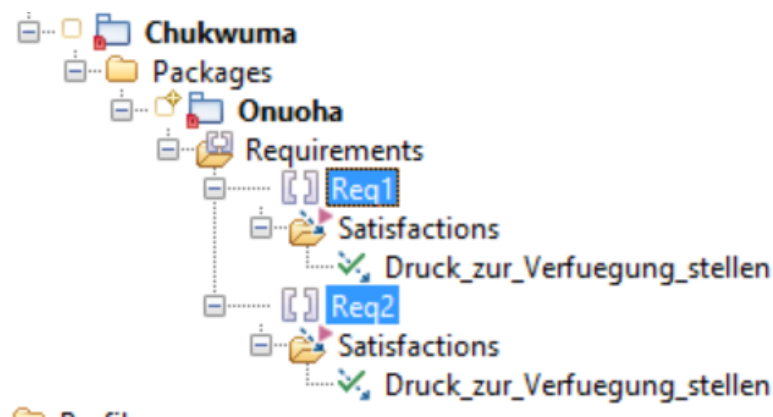 Chukwuma
Packages
Onuoha
Requirements
Req1
Satisfactions
Druck_zur_Verfuegung_stellen
Req2
Satisfactions
Druck_zur_Verfuegung_stellen